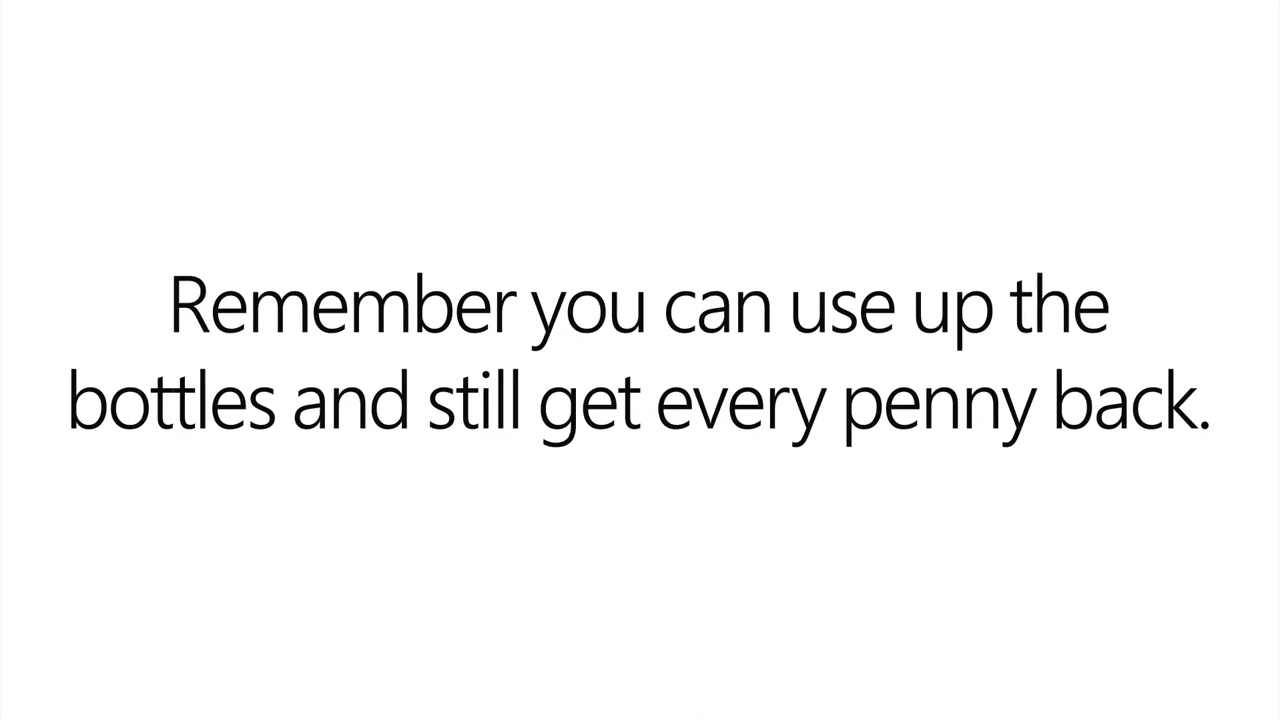 Remember you can use up the
bottles and still get every penny back.